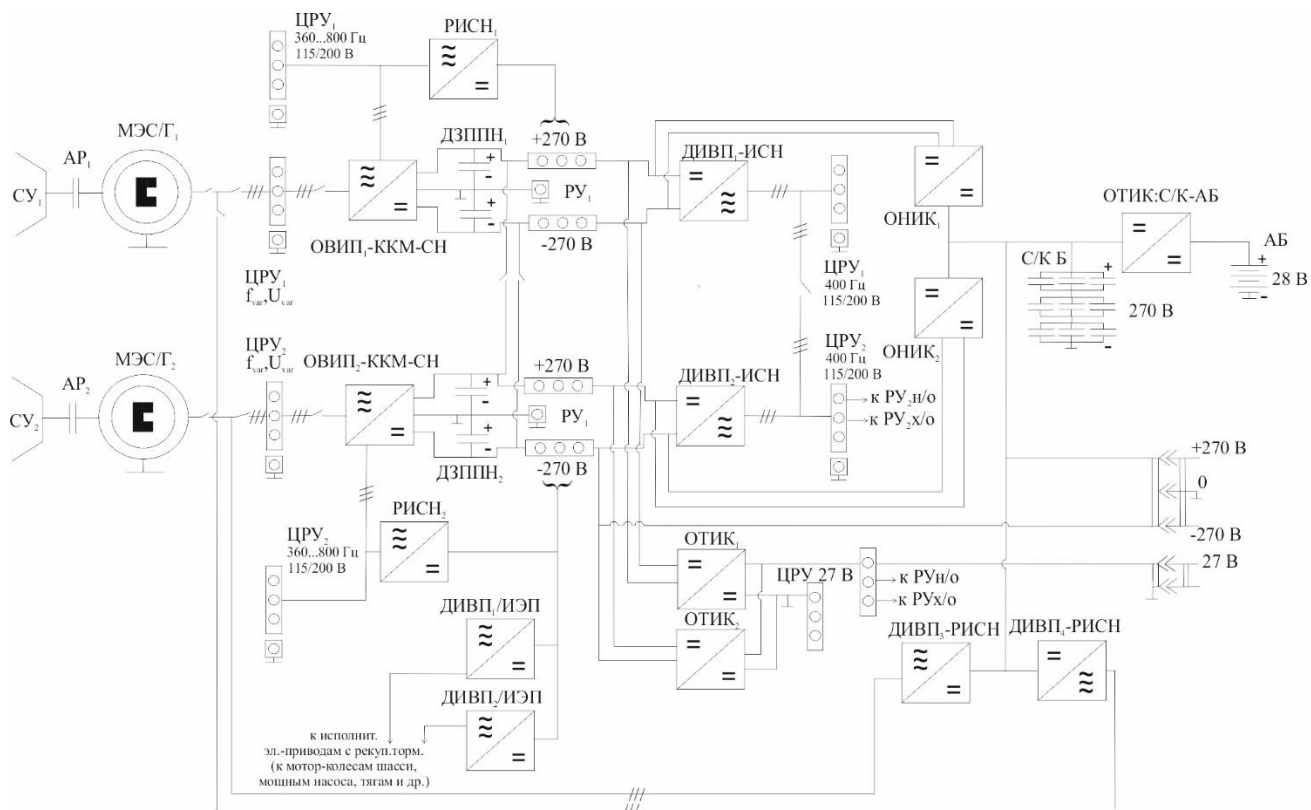 ЦРУ₁
360...800 Гц
115/200 В
РИСН₁
МЭС/Г₁
АР₁
СУ₁
ДЗППН₁
+270 В
РУ₁
-270 В
ОВИП₁-ККМ-СН
ЦРУ₁
f var,U var
ДИВП₁-ИСН
ЦРУ₁
400 Гц
115/200 В
ОНИК₁
ОТИК:С/К-АБ
С/К Б
+
-
270 В
АБ
+
28 В
-
МЭС/Г₂
АР₂
СУ₂
ЦРУ₂
f var,U var
ОВИП₂-ККМ-СН
+270 В
РУ₁
-270 В
ДЗППН₂
ДИВП₂-ИСН
ЦРУ₂
400 Гц
115/200 В
к РУ₂н/о
к РУ₂х/о
ОНИК₂
+270 В
0
-270 В
27 В
ЦРУ₂
360...800 Гц
115/200 В
РИСН₂
ОТИК₁
ЦРУ 27 В
к РУн/о
к РУх/о
ОТИК₂
ДИВП₁/ИЭП
ДИВП₂/ИЭП
ДИВП₃-РИСН
ДИВП₄-РИСН
к исполнит.
эл.-приводам с рекуп.торм.
(к мотор-колесам шасси,
мощным насоса, тягам и др.)